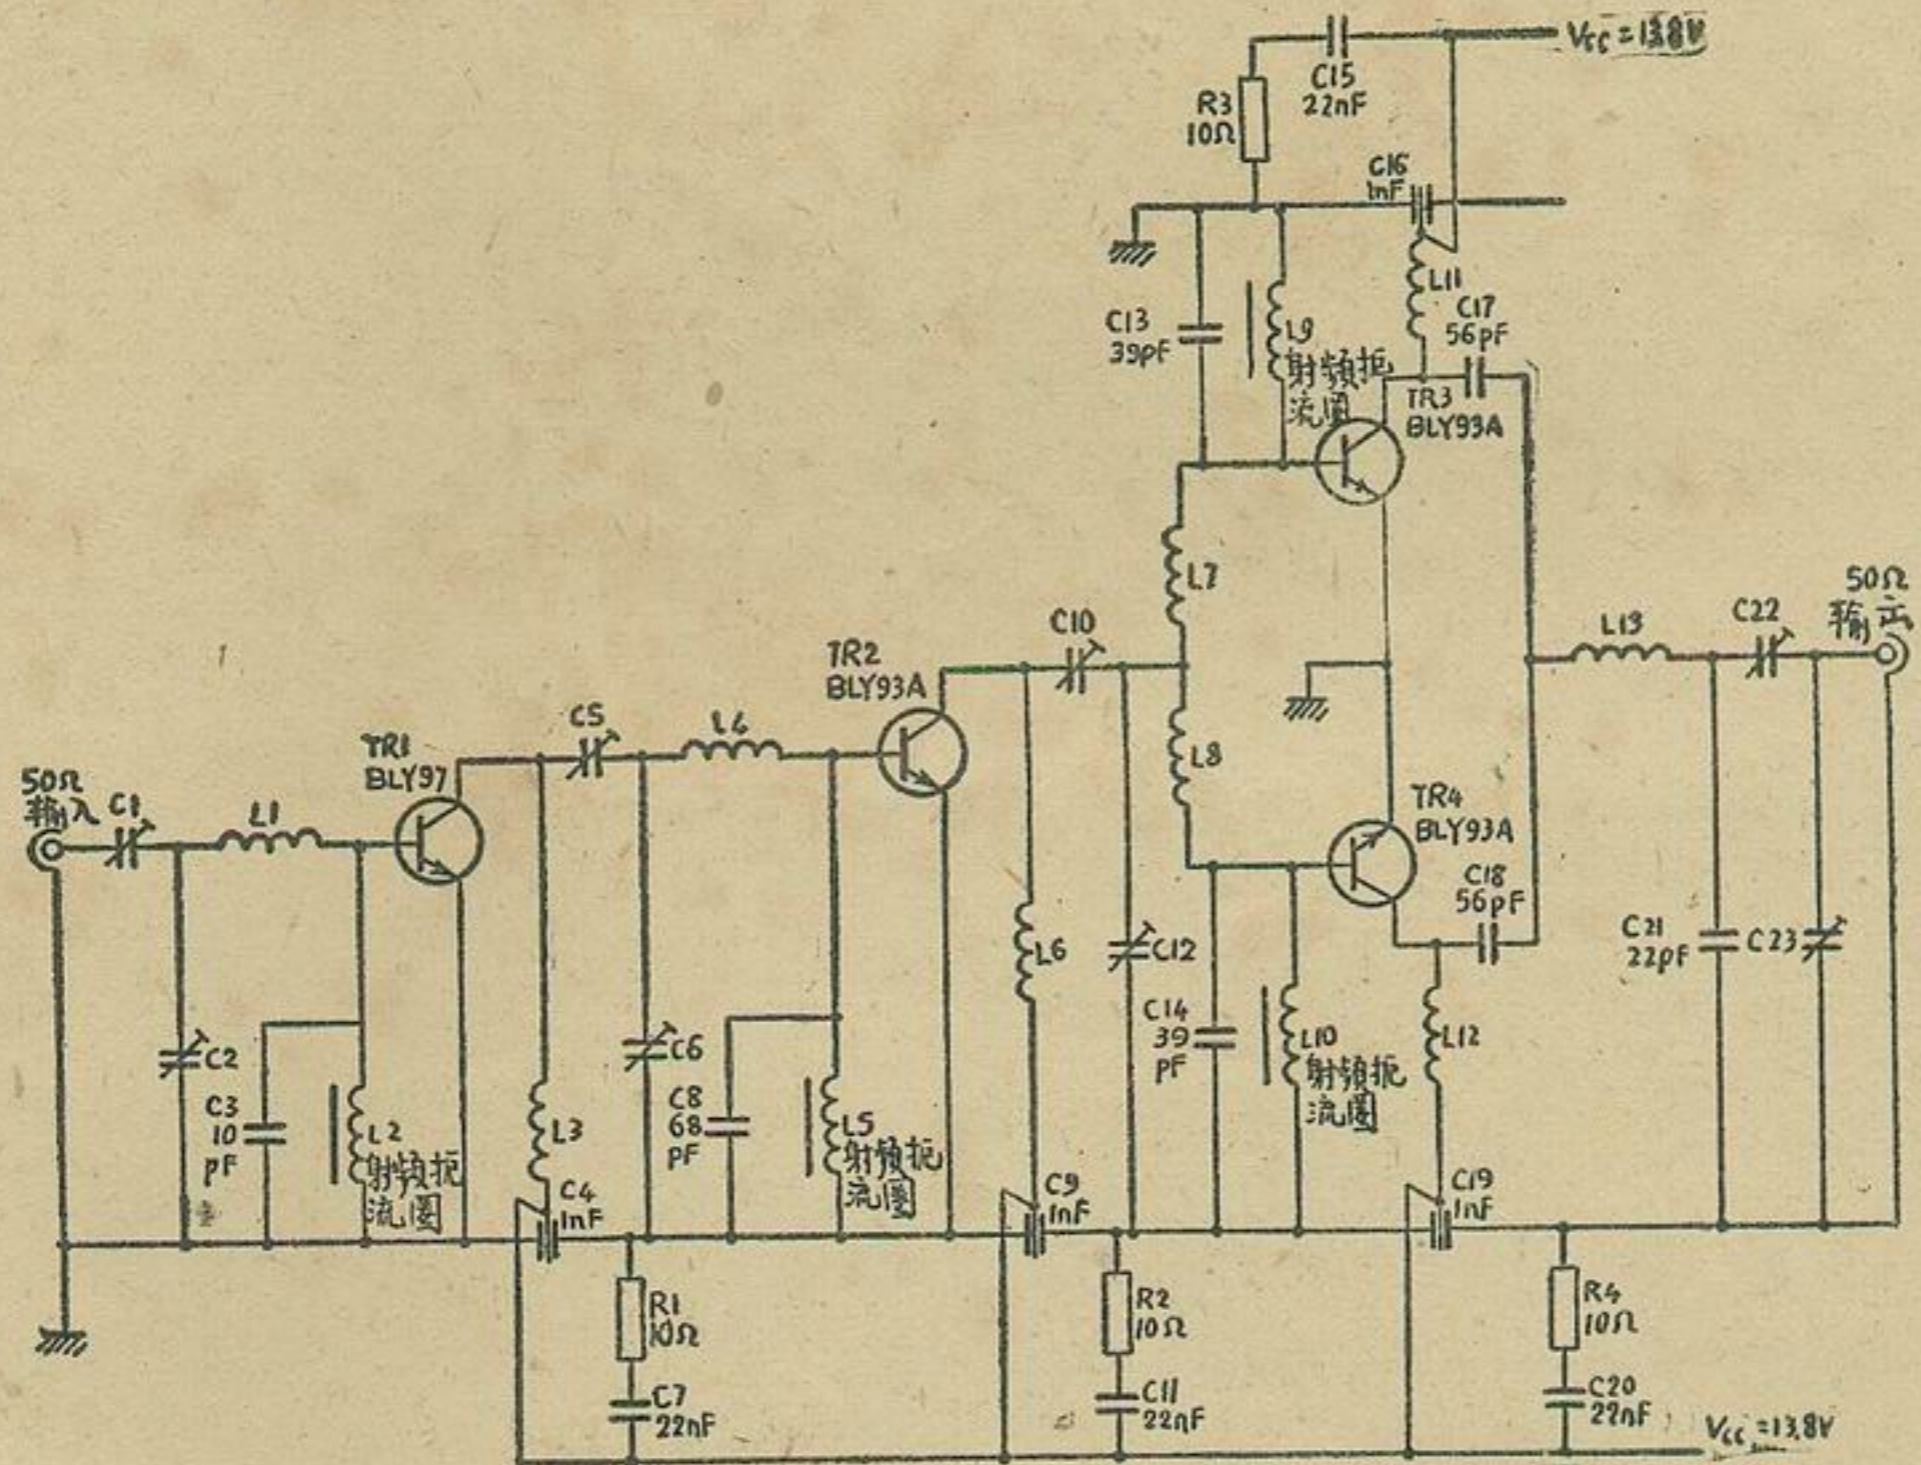 Vcc = 13.8V
C15
22nF
R3
10Ω
C16
1nF
L11
C17
56pF
C13
39pF
L9
射頻扼
流圈
TR3
BLY93A
L7
50Ω
輸出
C10
L13
C22
TR2
BLY93A
C5
L4
L8
TR1
BLY97
50Ω
輸入
C1
L1
TR4
BLY93A
C18
56pF
C21
22pF
C23
L6
C12
C14
39
pF
L10
射頻扼
流圈
L12
C2
C6
C3
10
pF
L2
射頻扼
流圈
L3
C8
68
pF
L5
射頻扼
流圈
C4
1nF
C9
1nF
C19
1nF
R1
10Ω
R2
10Ω
R4
10Ω
C7
22nF
C11
22nF
C20
22nF
Vcc = 13.8V